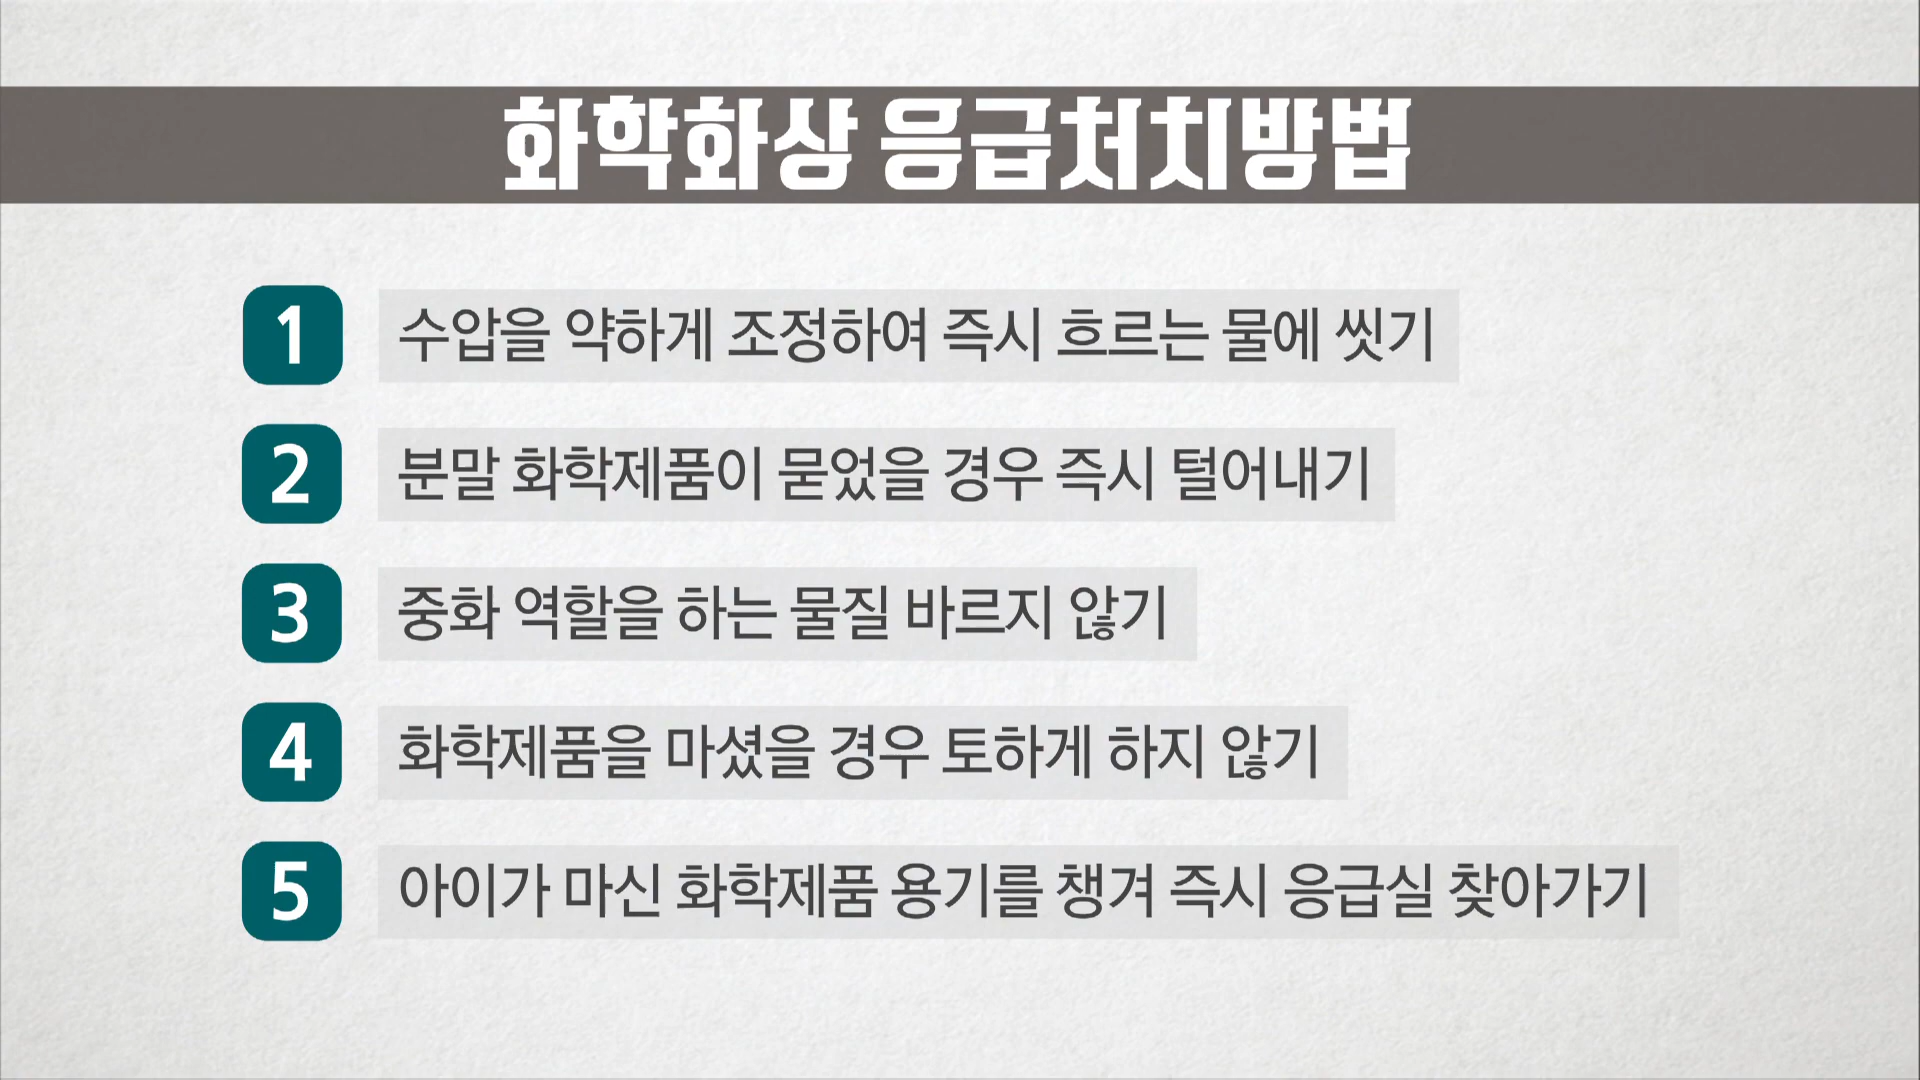 화학화상 응급처치방법
1 수압을 약하게 조정하여 즉시 흐르는 물에 씻기
2 분말 화학제품이 묻었을 경우 즉시 털어내기
3 중화 역할을 하는 물질 바르지 않기
4 화학제품을 마셨을 경우 토하게 하지 않기
5 아이가 마신 화학제품 용기를 챙겨 즉시 응급실 찾아가기